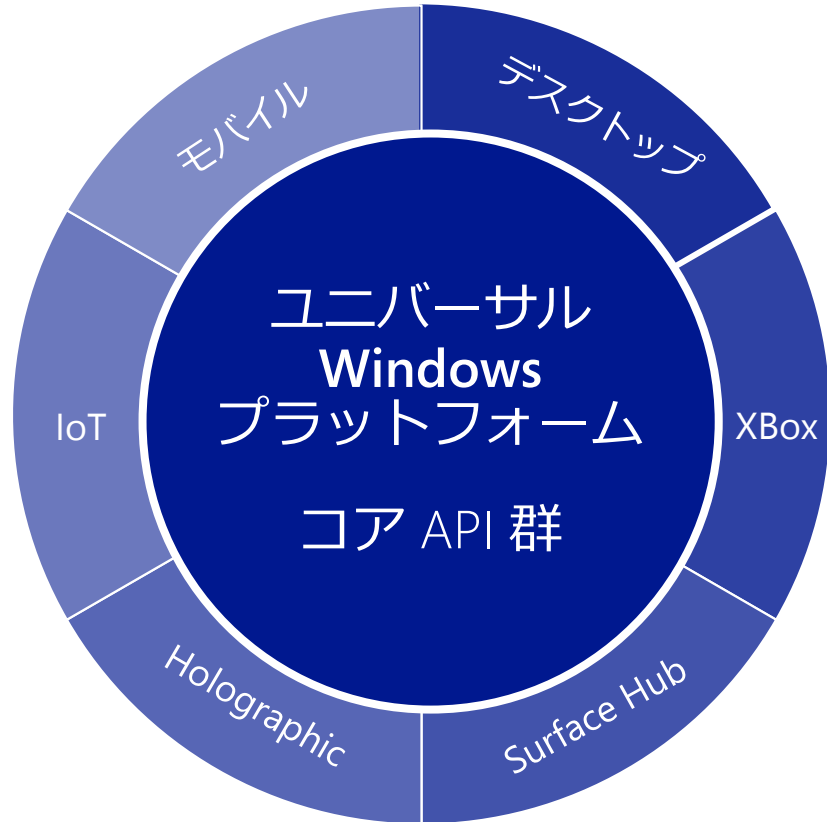 モバイル
デスクトップ
ユニバーサル
Windows
プラットフォーム
コア API 群
IoT
XBox
Holographic
Surface Hub